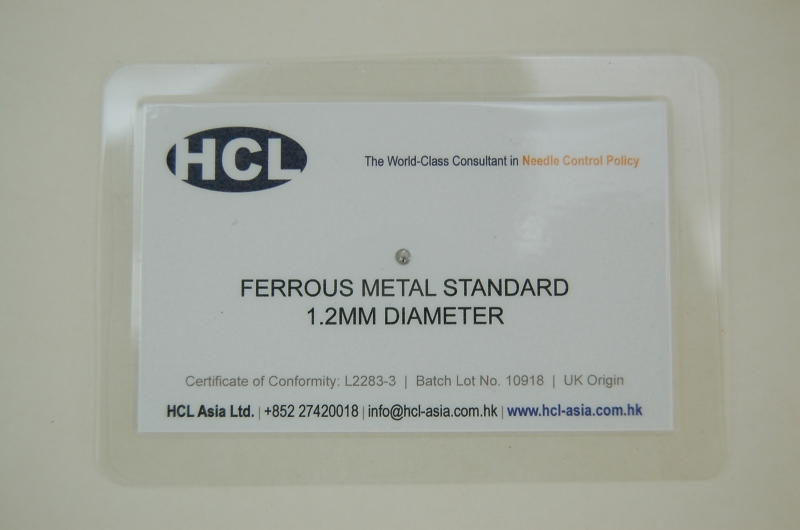 HCL
The World-Class Consultant in Needle Control Policy
FERROUS METAL STANDARD
1.2MM DIAMETER
Certificate of Conformity: L2283-3 | Batch Lot No. 10918 | UK Origin
HCL Asia Ltd. | +852 27420018 | info@hcl-asia.com.hk | www.hcl-asia.com.hk